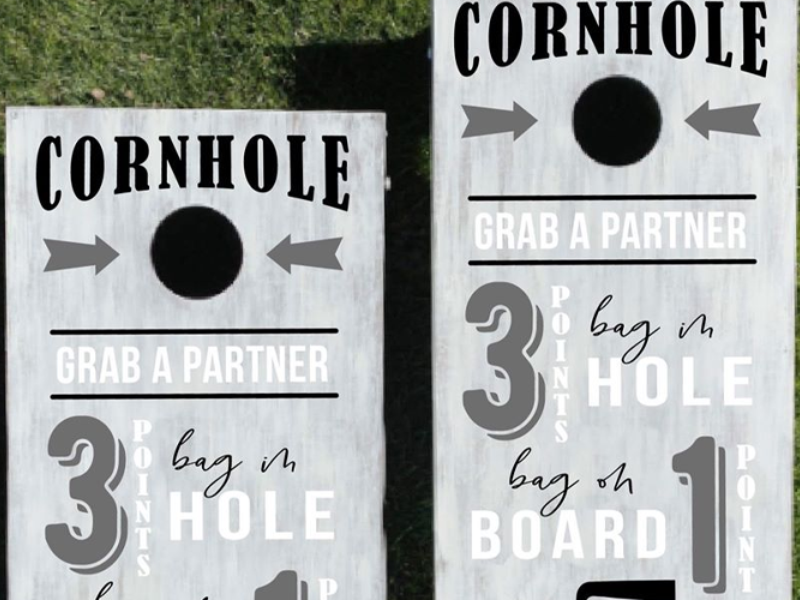 CORNHOLE
GRAB A PARTNER
3 POINTS
bag in
HOLE
CORNHOLE
GRAB A PARTNER
3 POINTS
bag in
HOLE
bag on
BOARD
1 POINT